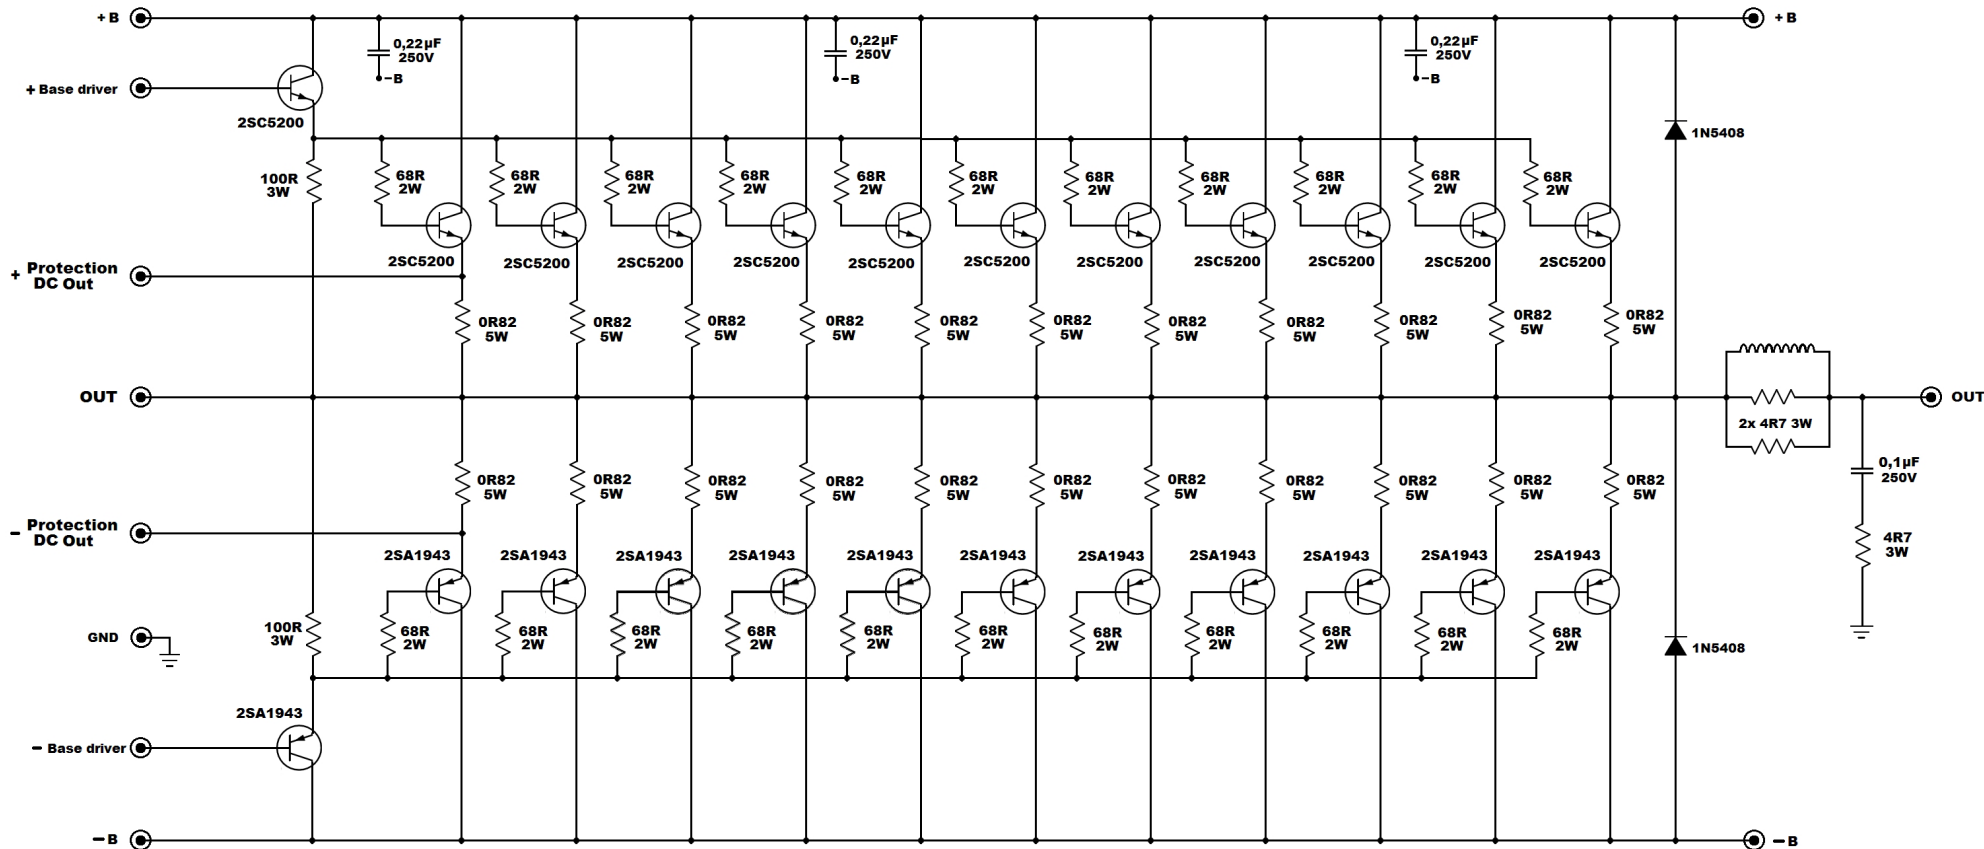 + B
0,22µF
250V
−B
0,22µF
250V
−B
0,22µF
250V
−B
+ B
+ Base driver
2SC5200
1N5408
100R
3W
68R
2W
68R
2W
68R
2W
68R
2W
68R
2W
68R
2W
68R
2W
68R
2W
68R
2W
68R
2W
68R
2W
2SC5200
2SC5200
2SC5200
2SC5200
2SC5200
2SC5200
2SC5200
2SC5200
2SC5200
2SC5200
2SC5200
+ Protection
DC Out
0R82
5W
0R82
5W
0R82
5W
0R82
5W
0R82
5W
0R82
5W
0R82
5W
0R82
5W
0R82
5W
0R82
5W
0R82
5W
OUT
OUT
2x 4R7 3W
0,1µF
250V
0R82
5W
0R82
5W
0R82
5W
0R82
5W
0R82
5W
0R82
5W
0R82
5W
0R82
5W
0R82
5W
0R82
5W
0R82
5W
− Protection
DC Out
4R7
3W
2SA1943
2SA1943
2SA1943
2SA1943
2SA1943
2SA1943
2SA1943
2SA1943
2SA1943
2SA1943
2SA1943
GND
100R
3W
68R
2W
68R
2W
68R
2W
68R
2W
68R
2W
68R
2W
68R
2W
68R
2W
68R
2W
68R
2W
68R
2W
1N5408
2SA1943
− Base driver
− B
− B